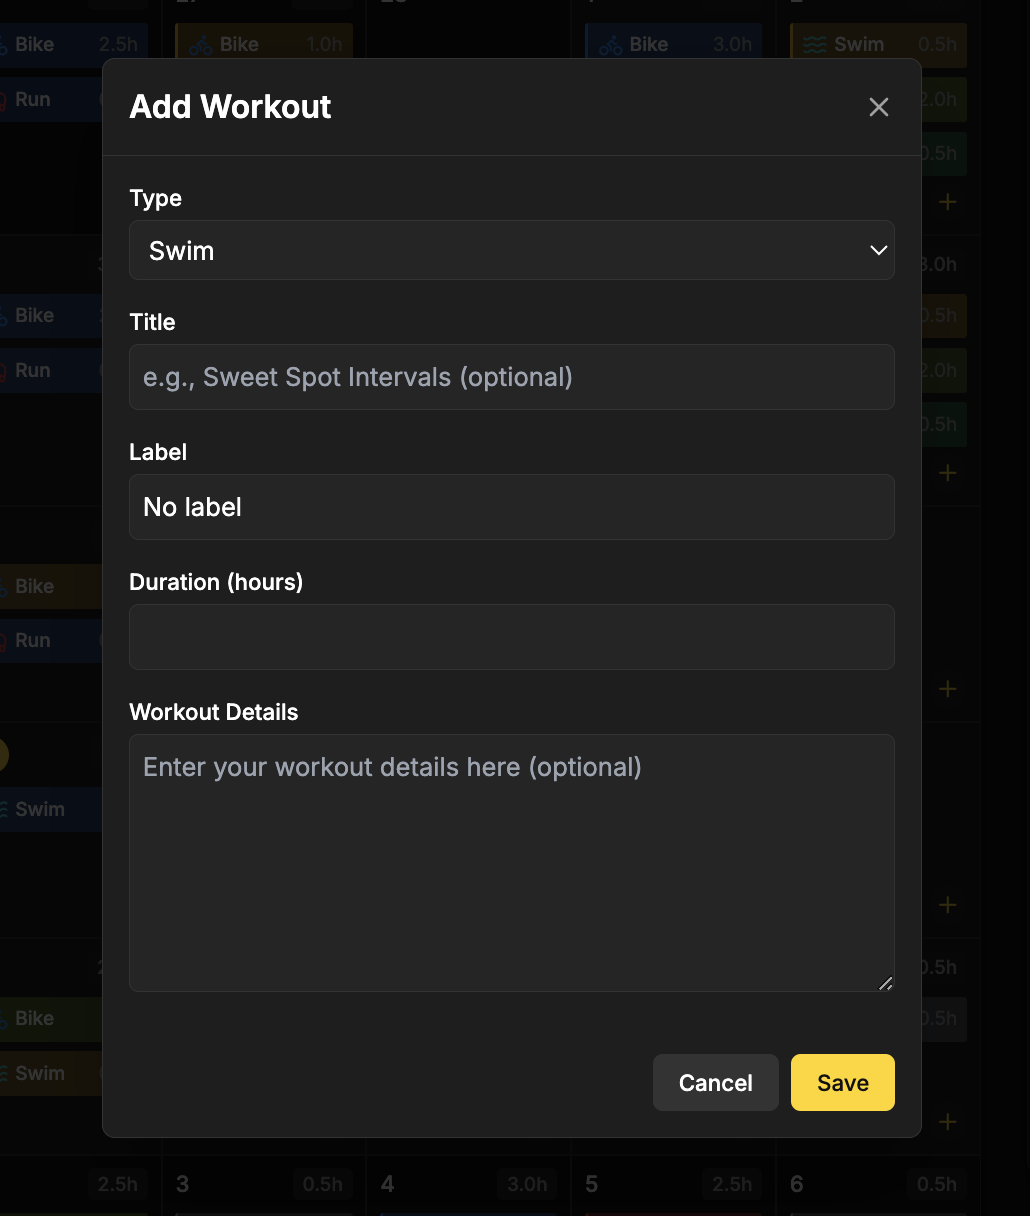 Bike 2.5h
Bike 1.0h
Bike 3.0h
Swim 0.5h
Run
2.0h
0.5h
Add Workout
Type
Swim
Title
e.g., Sweet Spot Intervals (optional)
Label
No label
Duration (hours)
Workout Details
Enter your workout details here (optional)
Cancel
Save
3.0h
Bike
0.5h
Run
2.0h
0.5h
Bike
Run
Swim
0.5h
Bike
0.5h
Swim
2.5h
3 0.5h
4 3.0h
5 2.5h
6 0.5h